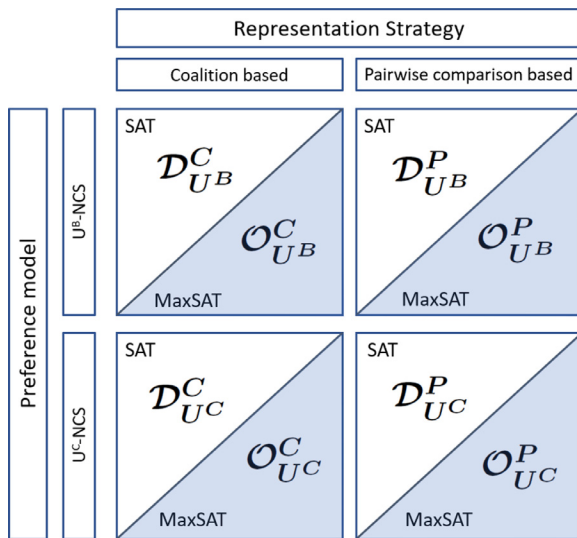 Representation Strategy
Coalition based
Pairwise comparison based
Preference model
Uᴮ-NCS
SAT
𝒟^C_{U^B}
𝒪^C_{U^B}
MaxSAT
SAT
𝒟^P_{U^B}
𝒪^P_{U^B}
MaxSAT
U^C-NCS
SAT
𝒟^C_{U^C}
𝒪^C_{U^C}
MaxSAT
SAT
𝒟^P_{U^C}
𝒪^P_{U^C}
MaxSAT